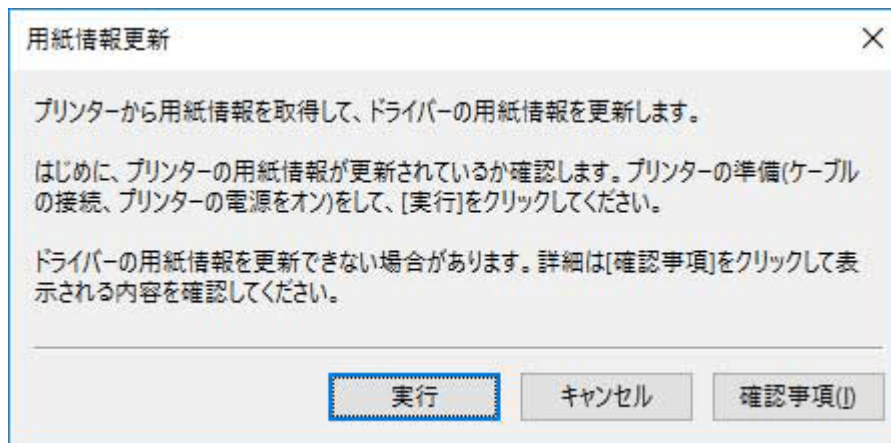 用紙情報更新
プリンターから用紙情報を取得して、ドライバーの用紙情報を更新します。
はじめに、プリンターの用紙情報が更新されているか確認します。プリンターの準備(ケーブル
の接続、プリンターの電源をオン)をして、[実行]をクリックしてください。
ドライバーの用紙情報を更新できない場合があります。詳細は[確認事項]をクリックして表
示される内容を確認してください。
実行
キャンセル
確認事項(I)